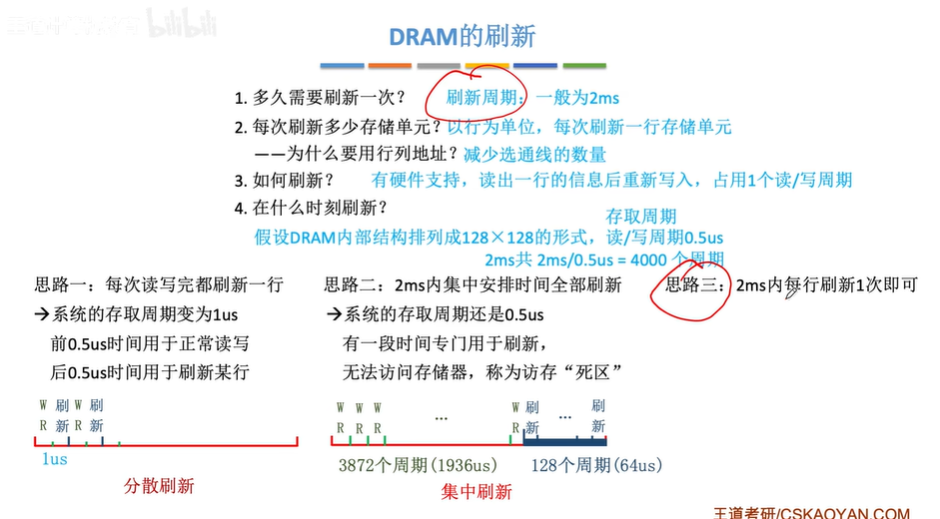 bilibili
DRAM的刷新
1. 多久需要刷新一次? 刷新周期:一般为2ms
2. 每次刷新多少存储单元?以行为单位,每次刷新一行存储单元
——为什么要用行列地址?减少选通线的数量
3. 如何刷新? 有硬件支持,读出一行的信息后重新写入,占用1个读/写周期
4. 在什么时刻刷新?
存取周期
假设DRAM内部结构排列成128×128的形式,读/写周期0.5us
2ms共 2ms/0.5us = 4000 个周期
思路一:每次读写完都刷新一行
→系统的存取周期变为1us
前0.5us时间用于正常读写
后0.5us时间用于刷新某行
W 刷 W 刷
R 新 R 新
1us
分散刷新
思路二:2ms内集中安排时间全部刷新
→系统的存取周期还是0.5us
有一段时间专门用于刷新,
无法访问存储器,称为访存“死区”
W W W … W 刷 … 刷
R R R R 新 新
3872个周期(1936us) 128个周期(64us)
集中刷新
思路三:2ms内每行刷新1次即可
王道考研/CSKAOYAN.COM